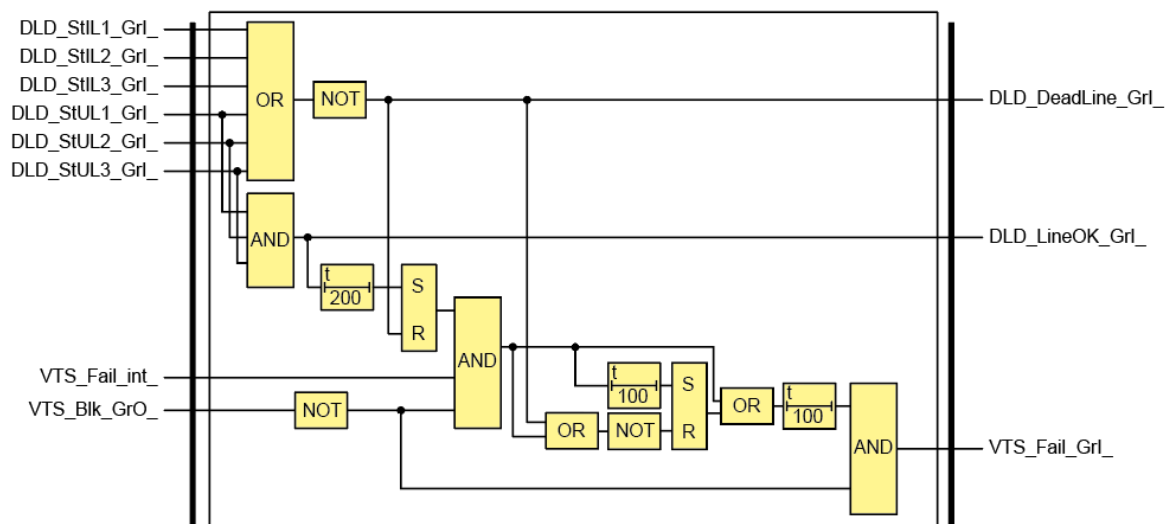 DLD_StIL1_GrI_
DLD_StIL2_GrI_
DLD_StIL3_GrI_
DLD_StUL1_GrI_
DLD_StUL2_GrI_
DLD_StUL3_GrI_
OR
NOT
DLD_DeadLine_GrI_
AND
DLD_LineOK_GrI_
t
200
S
R
AND
VTS_Fail_int_
VTS_Blk_GrO_
NOT
t
100
S
R
OR
NOT
OR
t
100
AND
VTS_Fail_GrI_